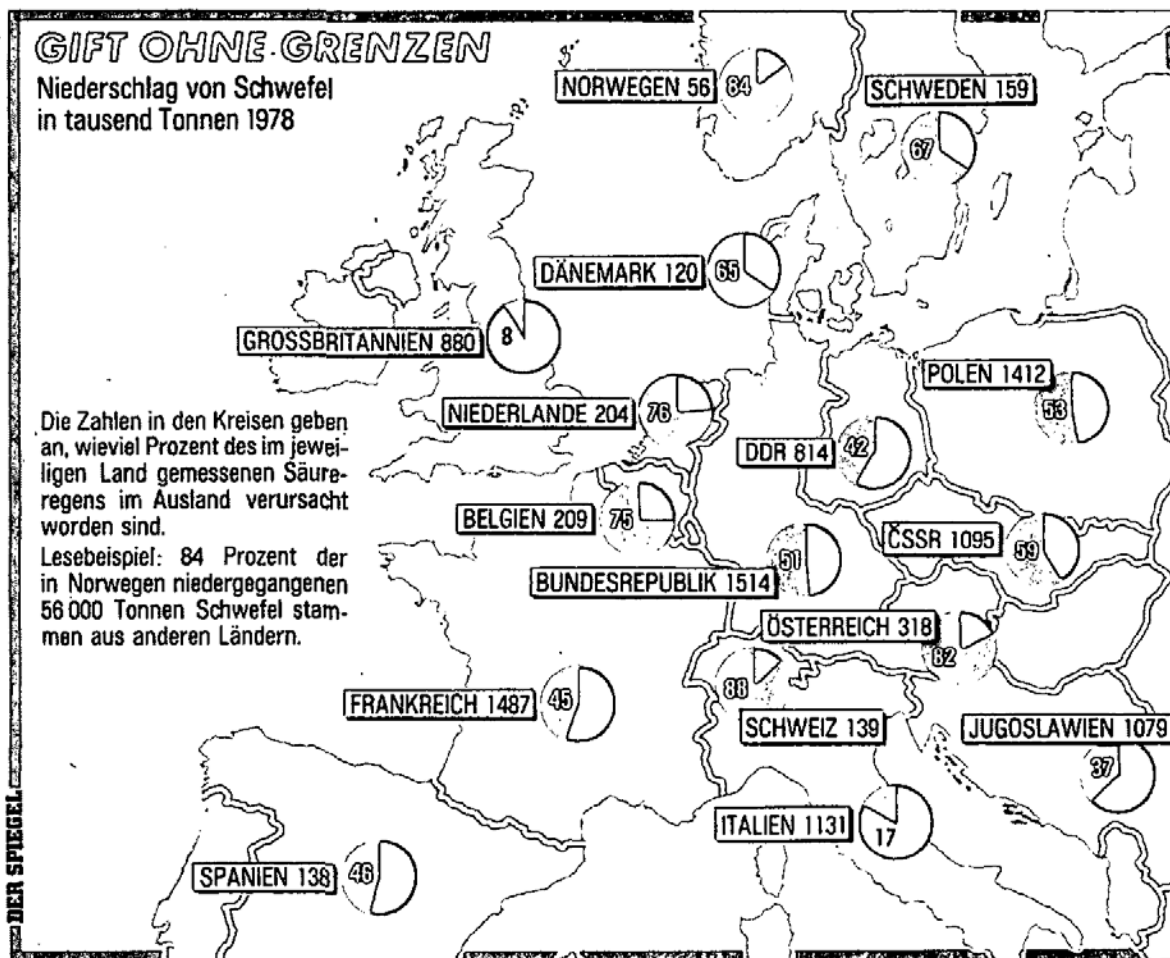 GIFT OHNE GRENZEN
Niederschlag von Schwefel
in tausend Tonnen 1978
NORWEGEN 56
84
SCHWEDEN 159
67
DÄNEMARK 120
65
GROSSBRITANNIEN 880
8
NIEDERLANDE 204
76
POLEN 1412
53
DDR 814
42
BELGIEN 209
75
ČSSR 1095
59
BUNDESREPUBLIK 1514
51
ÖSTERREICH 318
82
Die Zahlen in den Kreisen geben
an, wieviel Prozent des im jewei-
ligen Land gemessenen Säure-
regens im Ausland verursacht
worden sind.
Lesebeispiel: 84 Prozent der
in Norwegen niedergegangenen
56 000 Tonnen Schwefel stam-
men aus anderen Ländern.
FRANKREICH 1487
45
88
SCHWEIZ 139
JUGOSLAWIEN 1079
37
ITALIEN 1131
17
SPANIEN 138
46
DER SPIEGEL